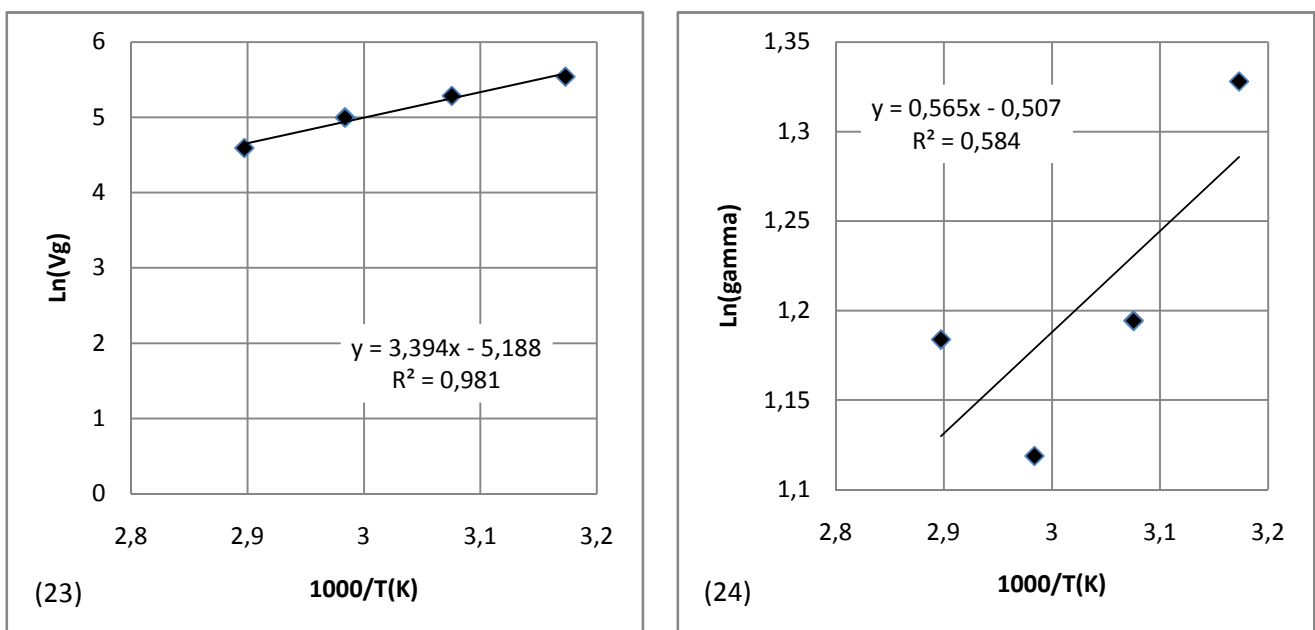 6
5
4
3
2
1
0
Ln(Vg)
y = 3,394x - 5,188
R² = 0,981
2,8 2,9 3 3,1 3,2
1000/T(K)
(23)
1,35
1,3
1,25
1,2
1,15
1,1
Ln(gamma)
y = 0,565x - 0,507
R² = 0,584
2,8 2,9 3 3,1 3,2
1000/T(K)
(24)